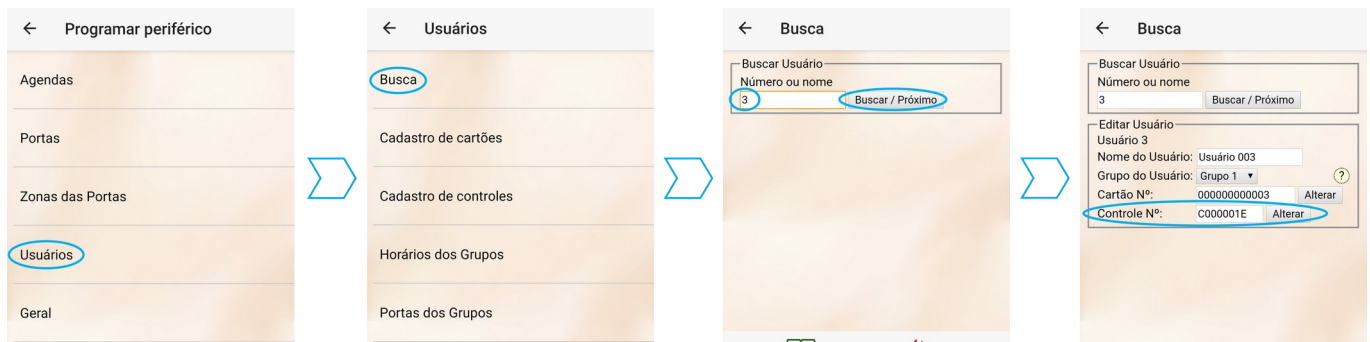 Programar periférico
Agendas
Portas
Zonas das Portas
Usuários
Geral
Usuários
Busca
Cadastro de cartões
Cadastro de controles
Horários dos Grupos
Portas dos Grupos
Busca
Buscar Usuário
Número ou nome
3 Buscar / Próximo
Busca
Buscar Usuário
Número ou nome
3 Buscar / Próximo
Editar Usuário
Usuário 3
Nome do Usuário: Usuário 003
Grupo do Usuário: Grupo 1 ?
Cartão Nº: 000000000003 Alterar
Controle Nº: C000001E Alterar